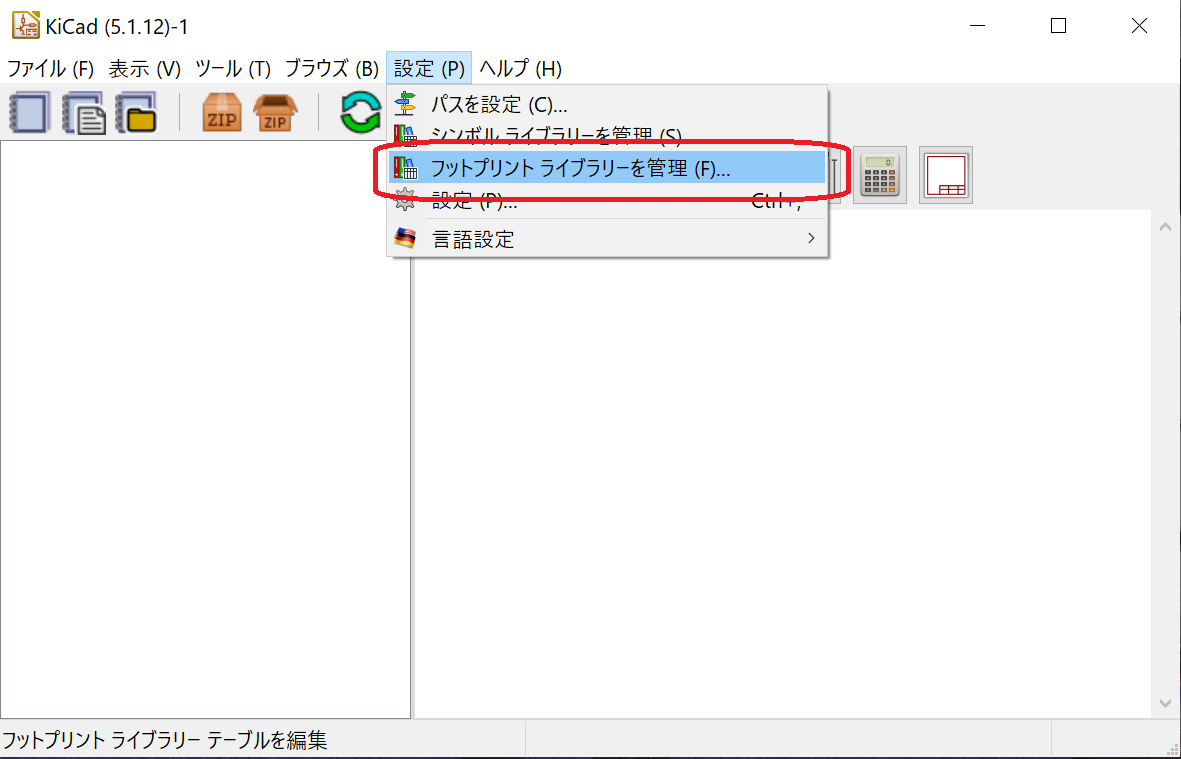 KiCad (5.1.12)-1
ファイル (F) 表示 (V) ツール (T) ブラウズ (B) 設定 (P) ヘルプ (H)
ZIP ZIP
パスを設定 (C)...
シンボル ライブラリーを管理 (S)
フットプリント ライブラリーを管理 (F)...
設定 (P)... Ctrl+,
言語設定
0.
フットプリント ライブラリー テーブルを編集